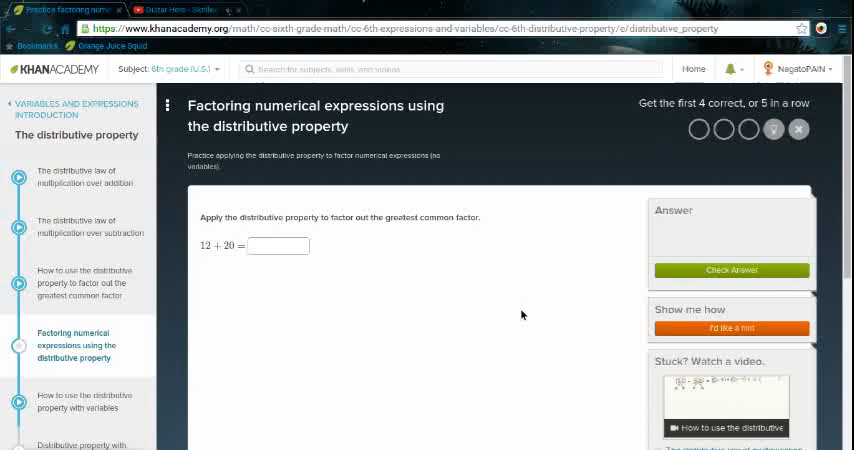 Practice factoring nume
Guitar Hero - Skrillex
https://www.khanacademy.org/math/cc-sixth-grade-math/cc-6th-expressions-and-variables/cc-6th-distributive-property/e/distributive_property
Bookmarks
Orange Juice Squid
KHANACADEMY
Subject: 6th grade (U.S.)
Search for subjects, skills, and videos
Home
NagatoPAIN
VARIABLES AND EXPRESSIONS
INTRODUCTION
The distributive property
The distributive law of
multiplication over addition
The distributive law of
multiplication over subtraction
How to use the distributive
property to factor out the
greatest common factor
Factoring numerical
expressions using the
distributive property
How to use the distributive
property with variables
Distributive property with
Factoring numerical expressions using
the distributive property
Practice applying the distributive property to factor numerical expressions (no
variables).
Get the first 4 correct, or 5 in a row
Apply the distributive property to factor out the greatest common factor.
12 + 20 =
Answer
Check Answer
Show me how
I'd like a hint
Stuck? Watch a video.
How to use the distributive
The distributive law of multiplication